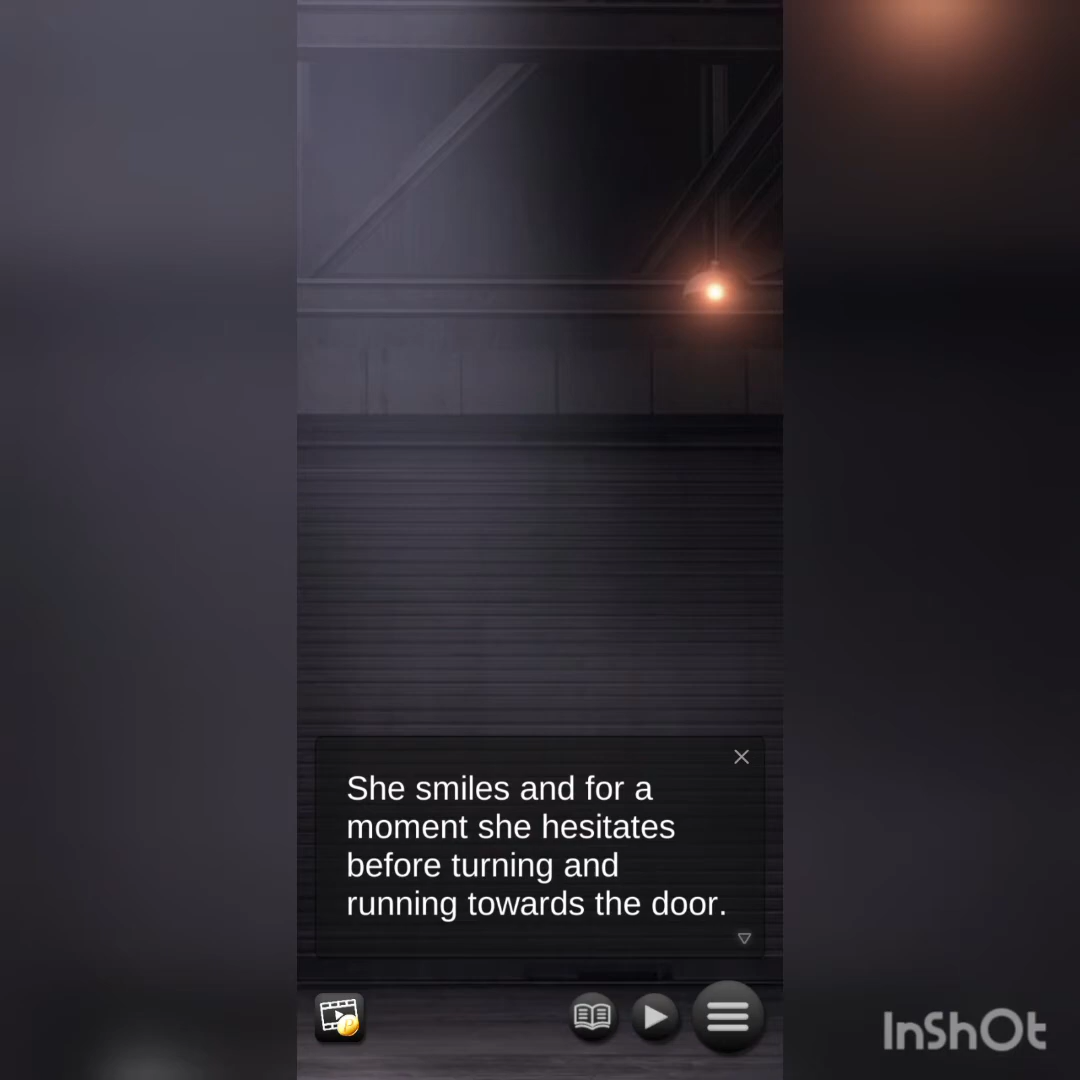 She smiles and for a
moment she hesitates
before turning and
running towards the door.
P
InShOt